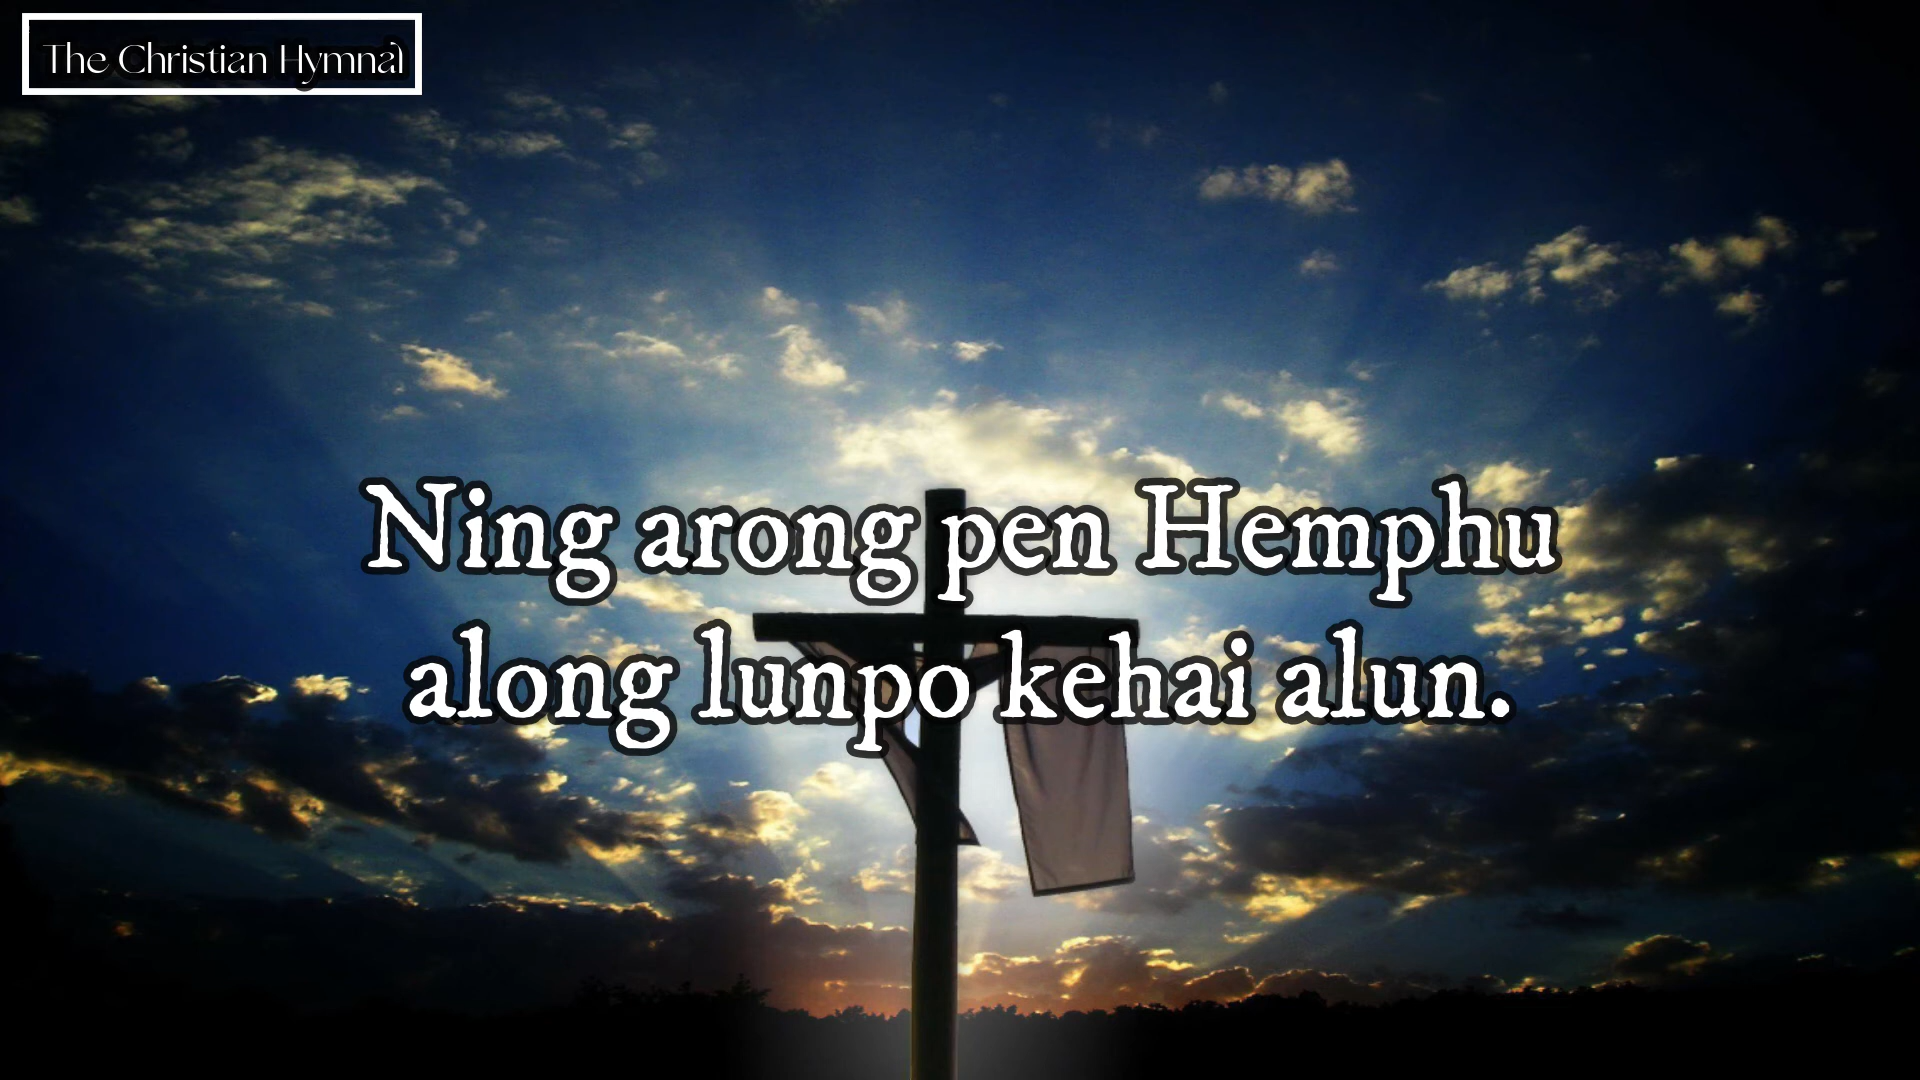 The Christian Hymnal
Ning arong pen Hemphu
along lunpo kehai alun.